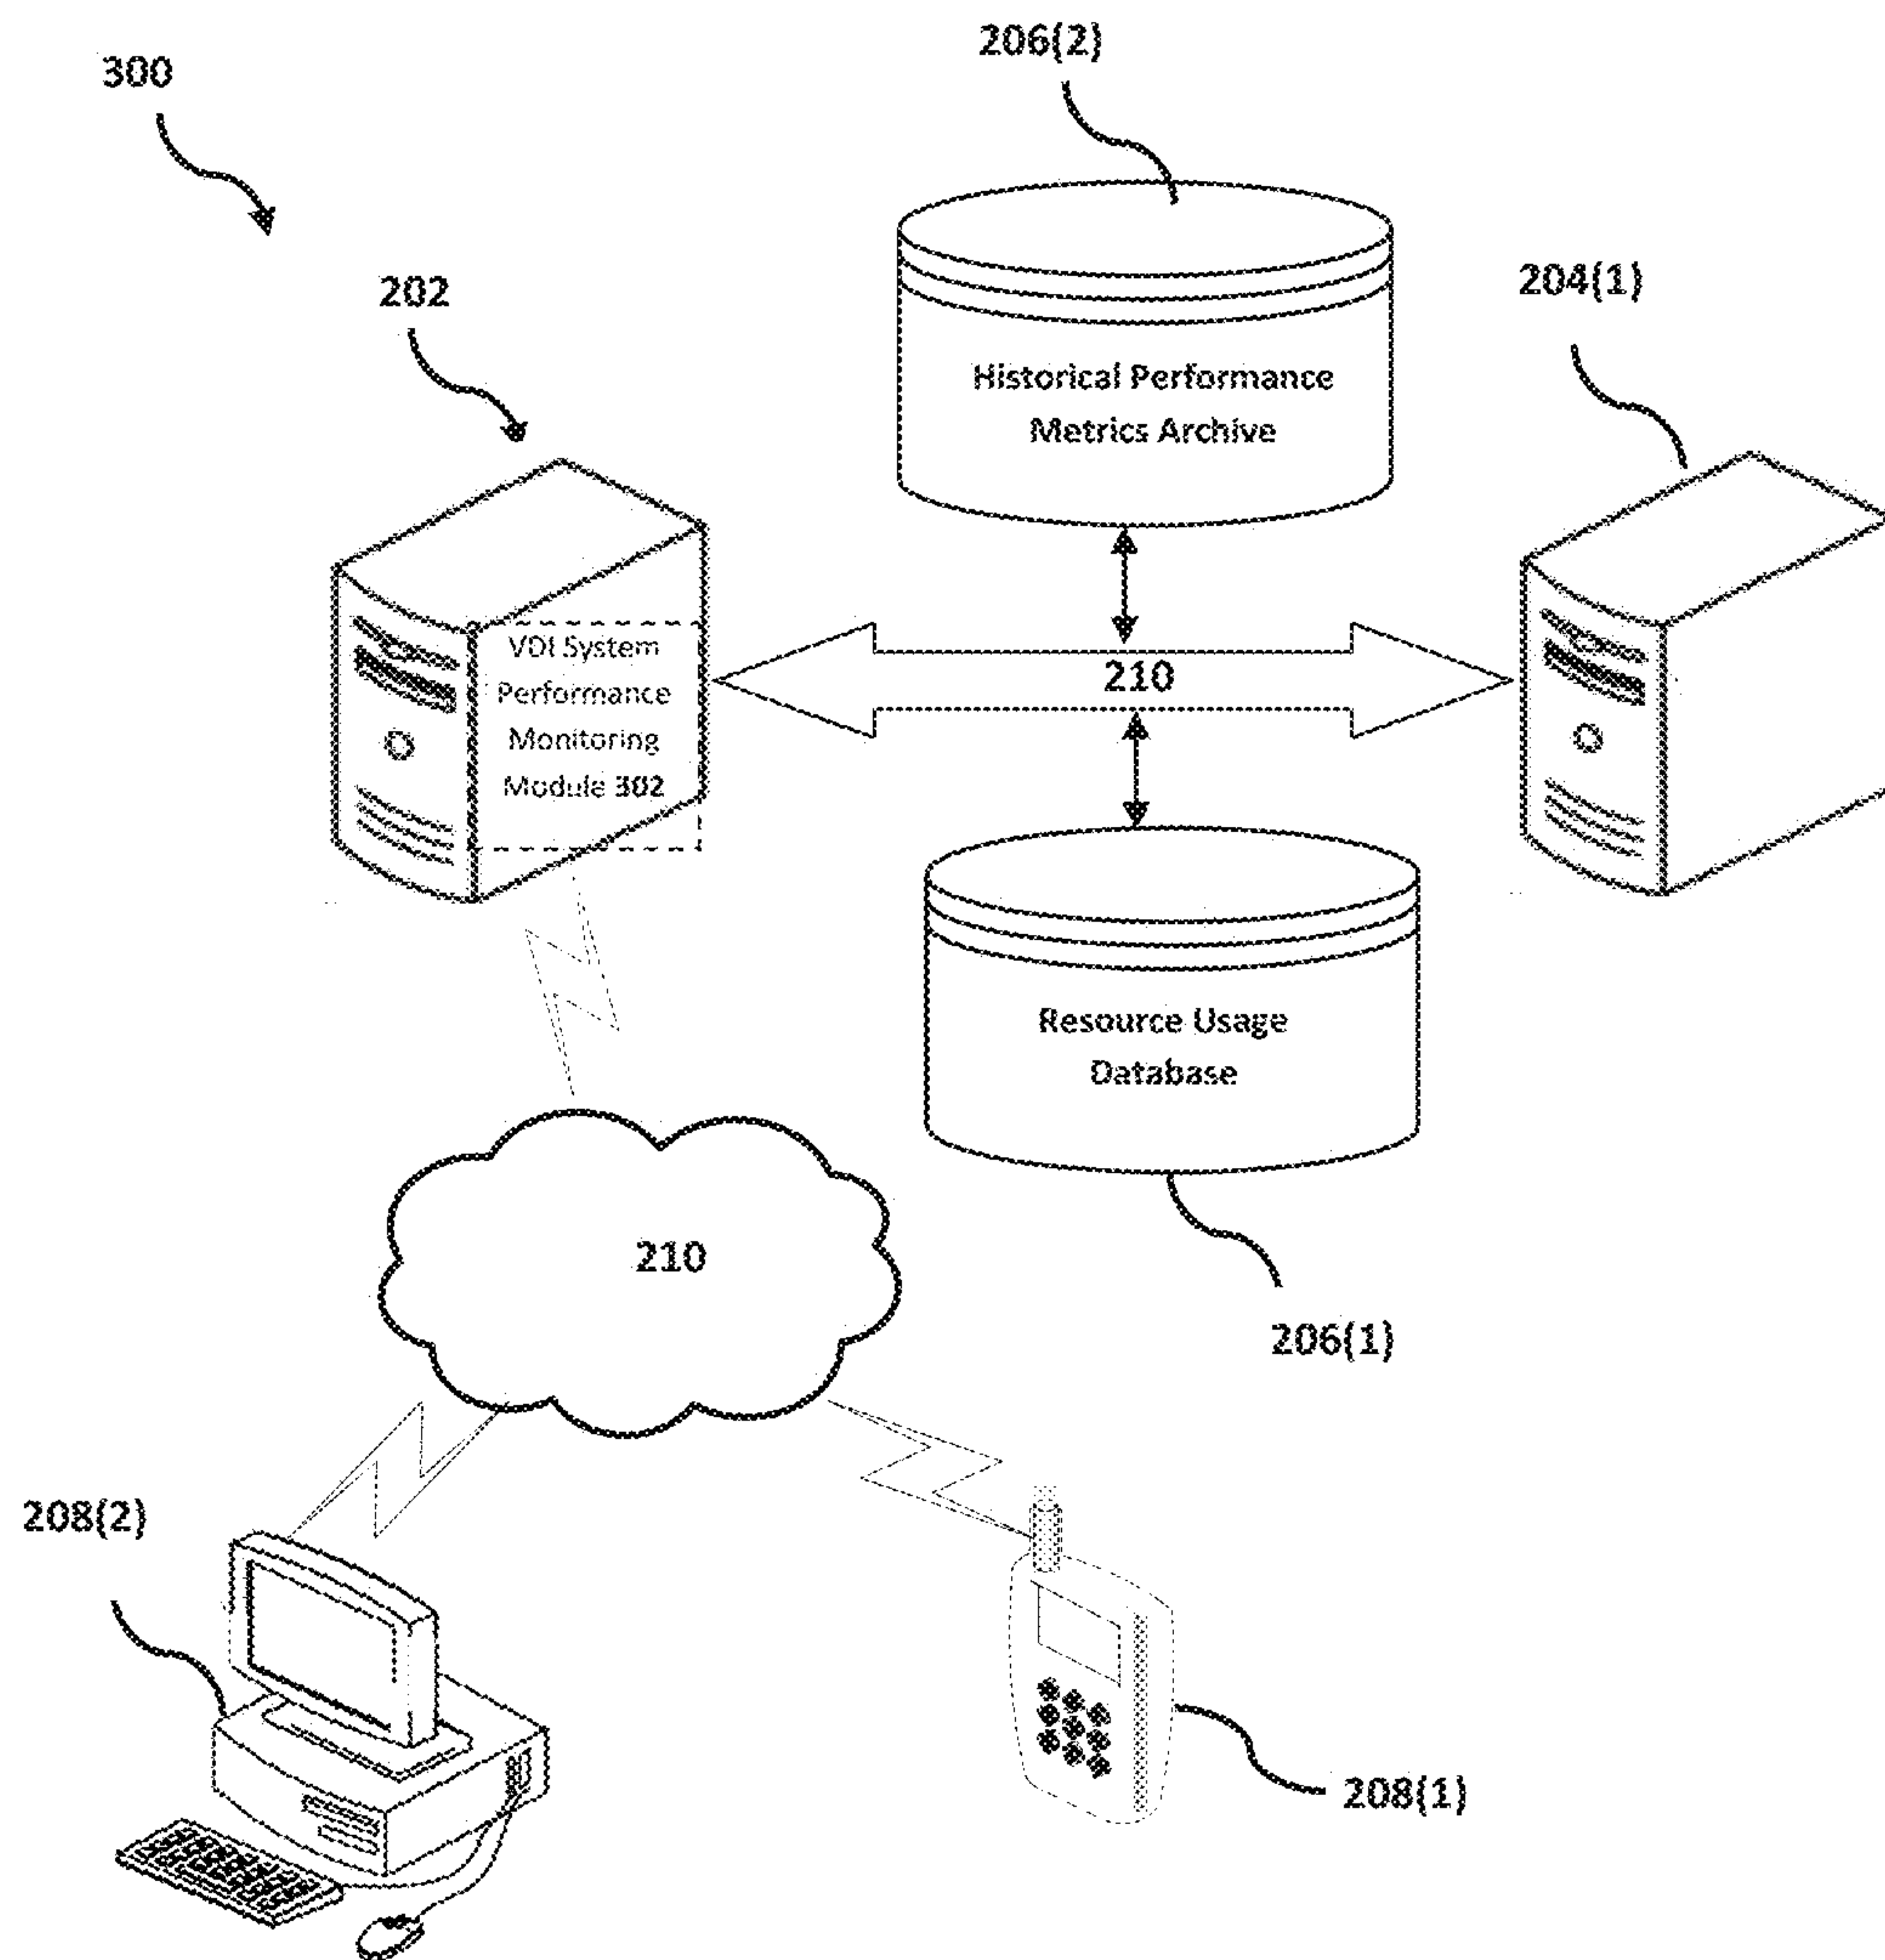 206(2)
300
204(1)
202
Historical Performance
Metrics Archive
VDI System
Performance
Monitoring
Module 302
210
Resource Usage
Database
210
206(1)
208(2)
208(1)